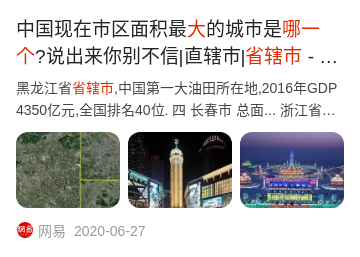 中国现在市区面积最大的城市是哪一
个?说出来你别不信|直辖市|省辖市 - ...
黑龙江省省辖市,中国第一大油田所在地,2016年GDP
4350亿元,全国排名40位. 四 长春市 总面... 浙江省...
网易 网易 2020-06-27